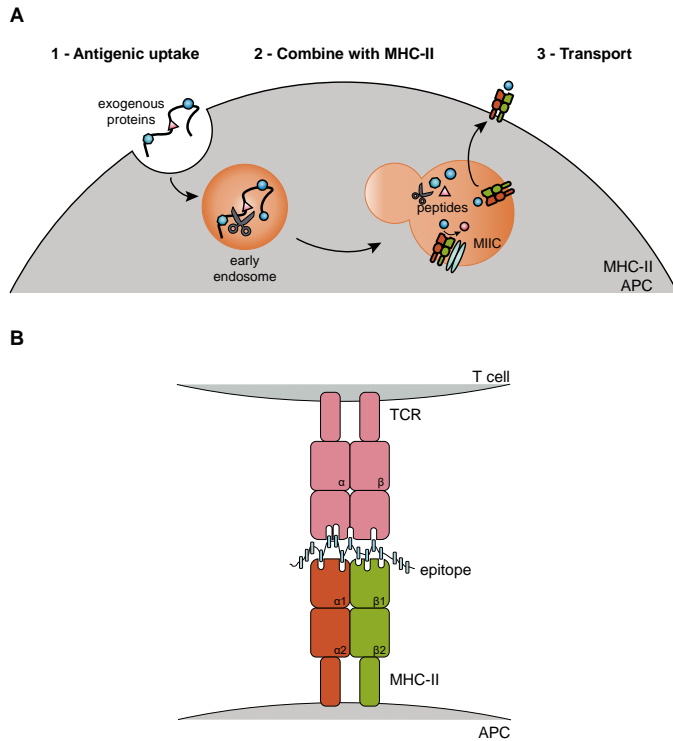 A
1 - Antigenic uptake
2 - Combine with MHC-II
3 - Transport
exogenous
proteins
peptides
MIIC
early
endosome
MHC-II
APC
B
T cell
TCR
α
β
epitope
α1
β1
α2
β2
MHC-II
APC